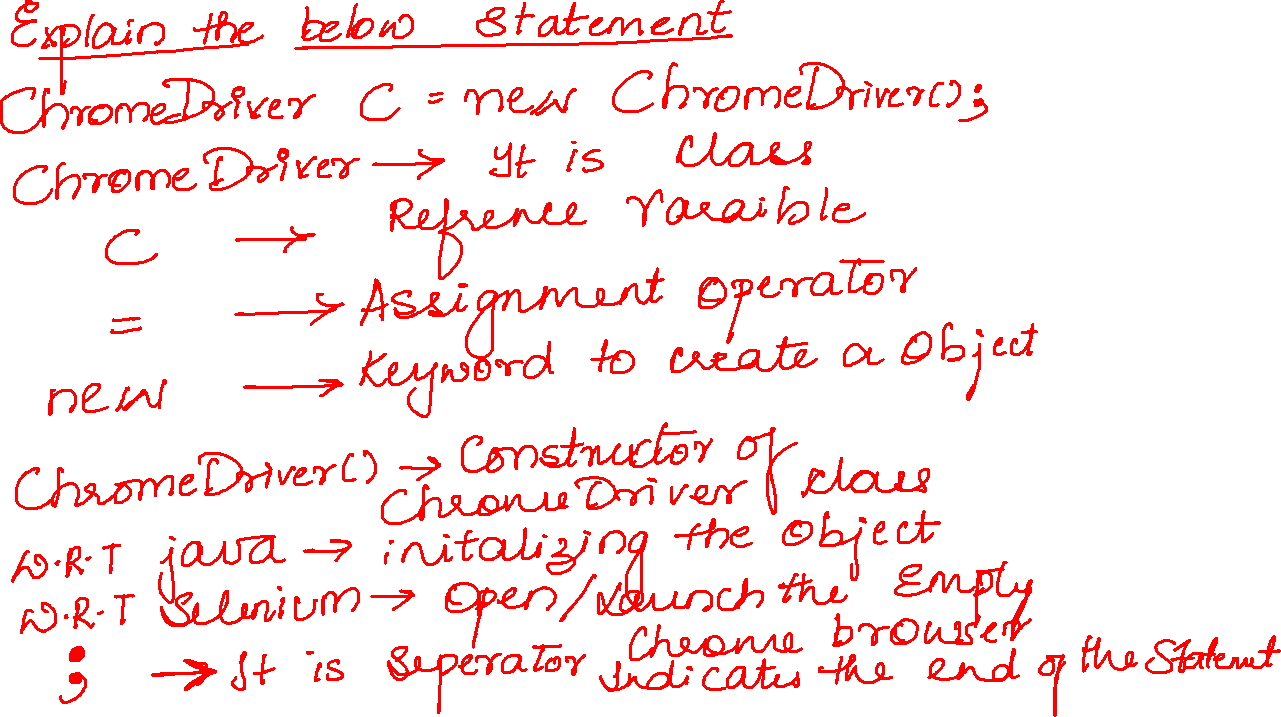 Explain the below statement
ChromeDriver C = new ChromeDriver();
ChromeDriver → It is class
C → Refrence Varaible
= → Assignment operator
new → Keyword to create a Object
ChromeDriver() → Constructor of
ChromeDriver class
W.R.T java → initalizing the Object
W.R.T Selenium → Open/Launch the Empty
Chrome browser
; → It is Seperator Indicates the end of the Statement